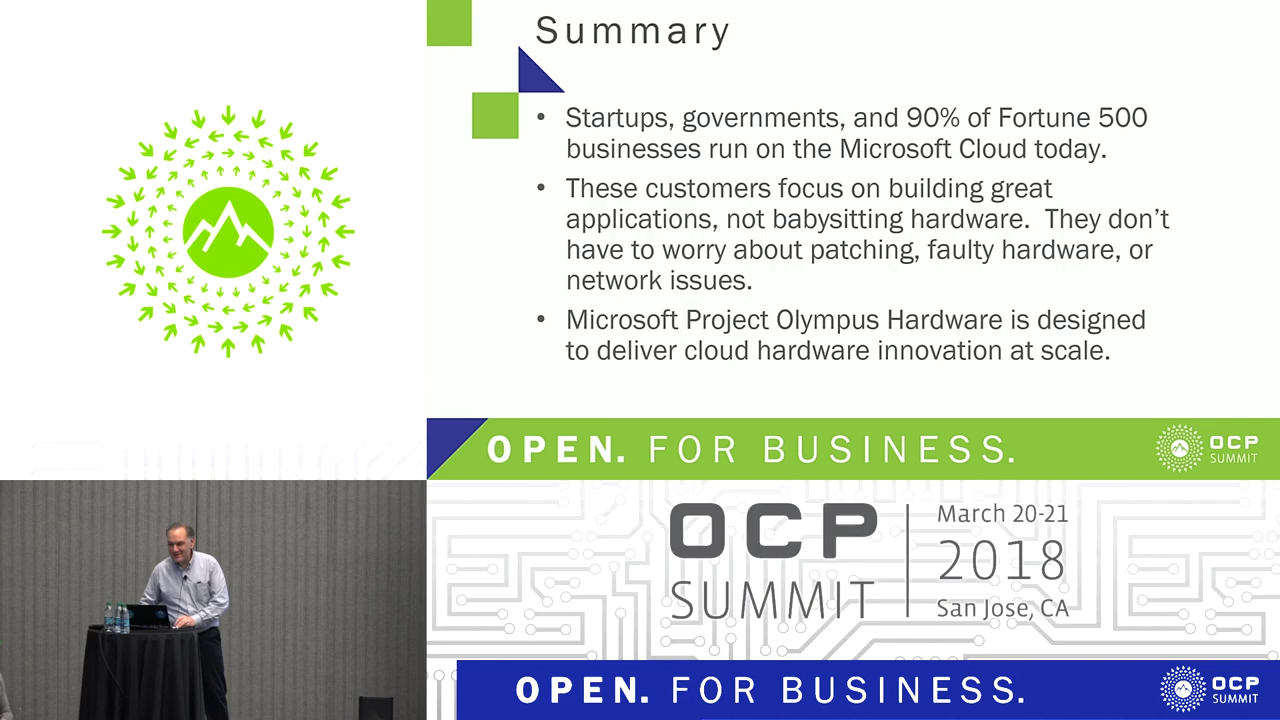 Summary
• Startups, governments, and 90% of Fortune 500
businesses run on the Microsoft Cloud today.
• These customers focus on building great
applications, not babysitting hardware.  They don't
have to worry about patching, faulty hardware, or
network issues.
• Microsoft Project Olympus Hardware is designed
to deliver cloud hardware innovation at scale.
OPEN. FOR BUSINESS.
OCP
SUMMIT
OCP
SUMMIT
March 20-21
2018
San Jose, CA
OPEN. FOR BUSINESS.
OCP
SUMMIT